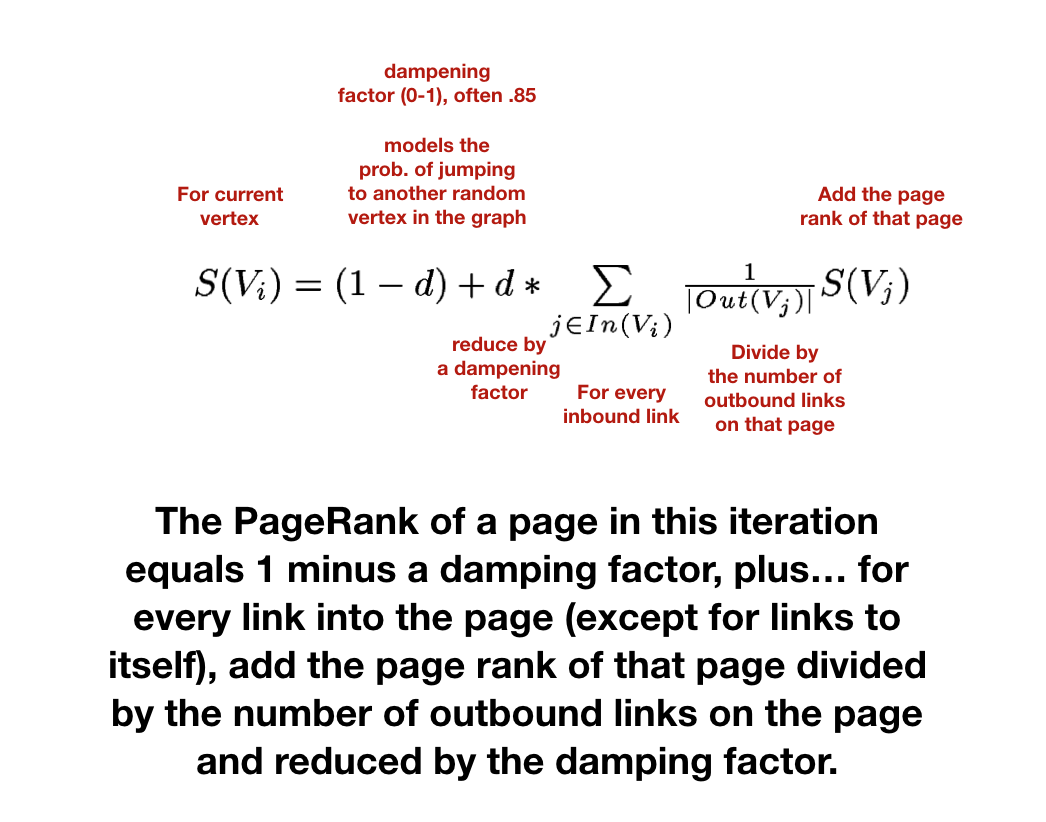 dampening
factor (0-1), often .85
models the
prob. of jumping
to another random
vertex in the graph
For current
vertex
Add the page
rank of that page
S(V_i) = (1 − d) + d * ∑_{j∈In(V_i)} \frac{1}{|Out(V_j)|} S(V_j)
reduce by
a dampening
factor
For every
inbound link
Divide by
the number of
outbound links
on that page
The PageRank of a page in this iteration
equals 1 minus a damping factor, plus… for
every link into the page (except for links to
itself), add the page rank of that page divided
by the number of outbound links on the page
and reduced by the damping factor.